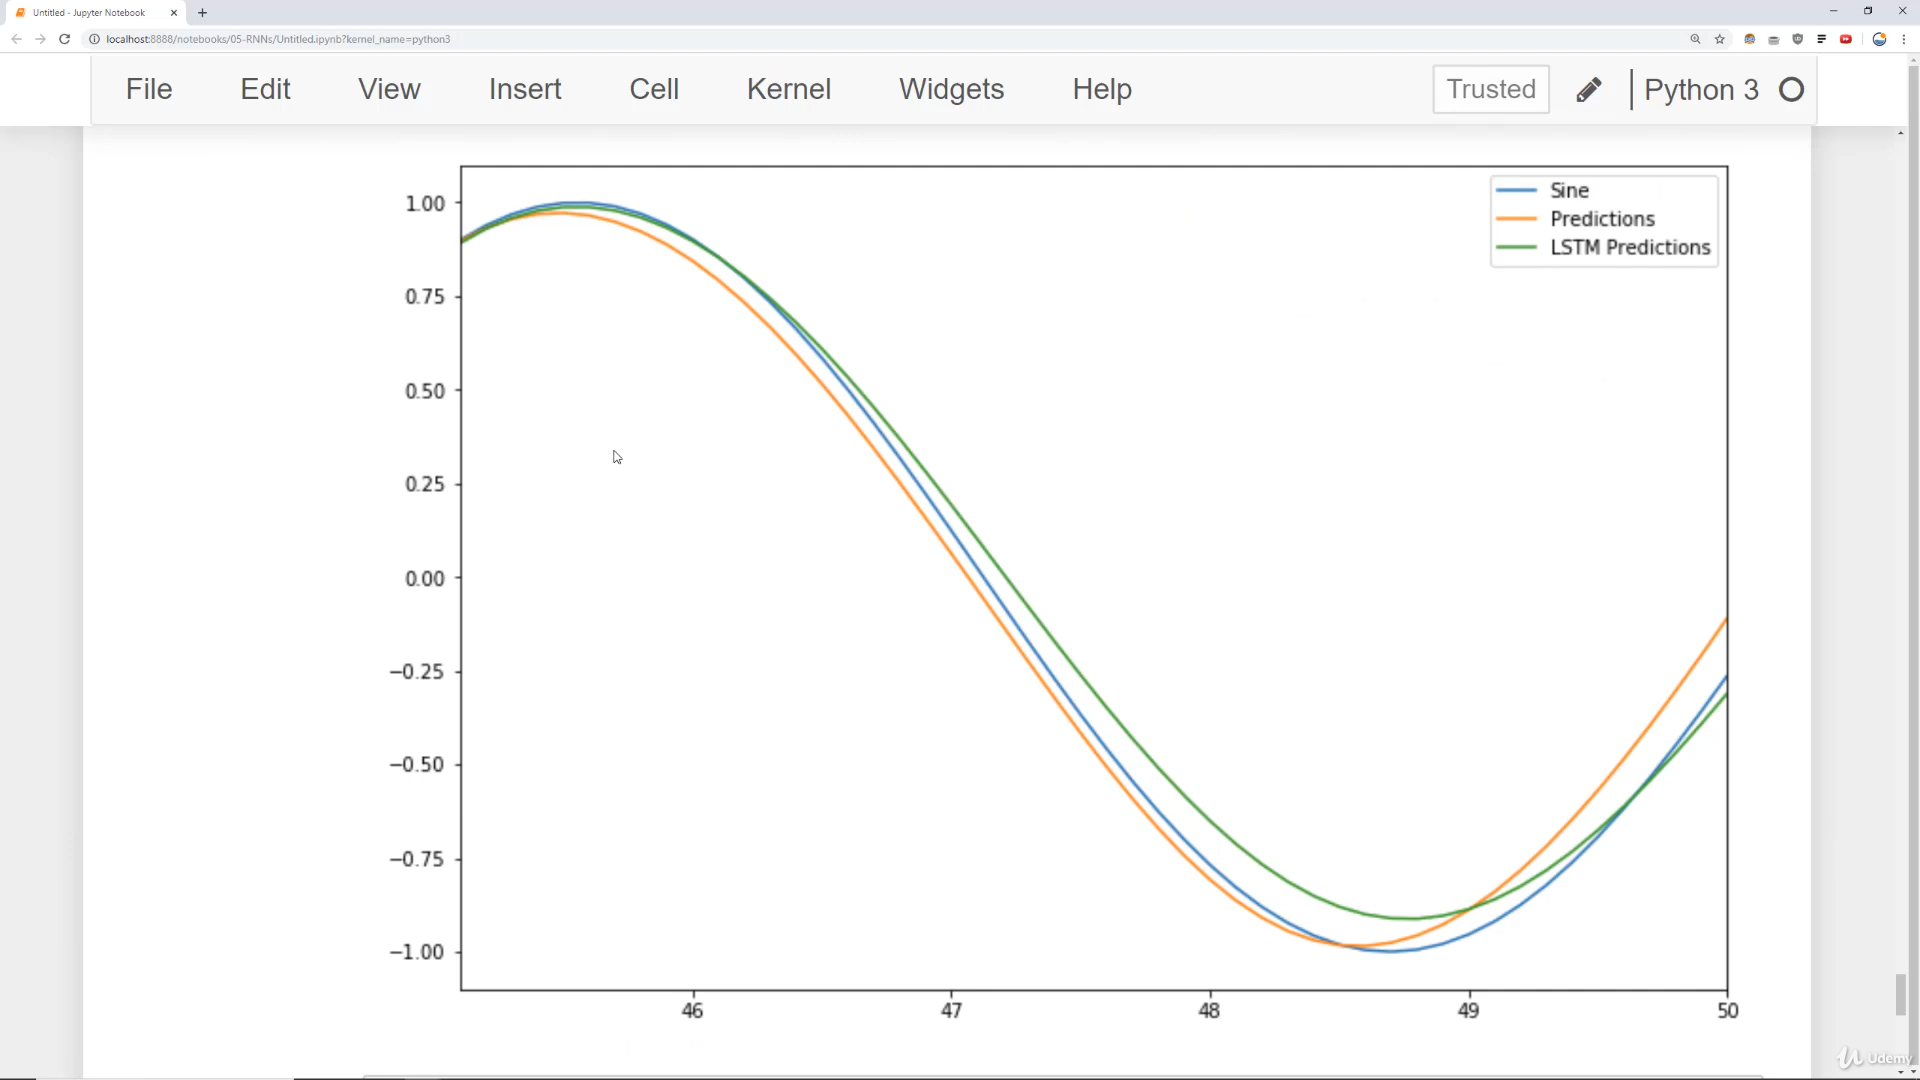 Untitled - Jupyter Notebook
localhost:8888/notebooks/05-RNNs/Untitled.ipynb?kernel_name=python3
File Edit View Insert Cell Kernel Widgets Help Trusted Python 3
Sine
Predictions
LSTM Predictions
1.00
0.75
0.50
0.25
0.00
−0.25
−0.50
−0.75
−1.00
46 47 48 49 50
Udemy